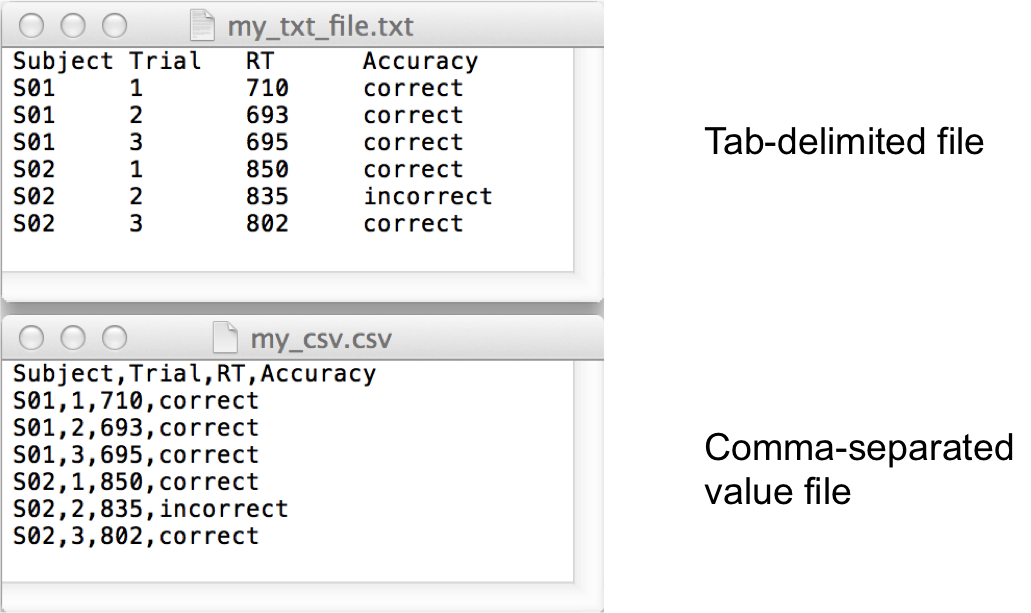 my_txt_file.txt
Subject Trial RT Accuracy
S01 1 710 correct
S01 2 693 correct
S01 3 695 correct
S02 1 850 correct
S02 2 835 incorrect
S02 3 802 correct
Tab-delimited file
my_csv.csv
Subject,Trial,RT,Accuracy
S01,1,710,correct
S01,2,693,correct
S01,3,695,correct
S02,1,850,correct
S02,2,835,incorrect
S02,3,802,correct
Comma-separated
value file